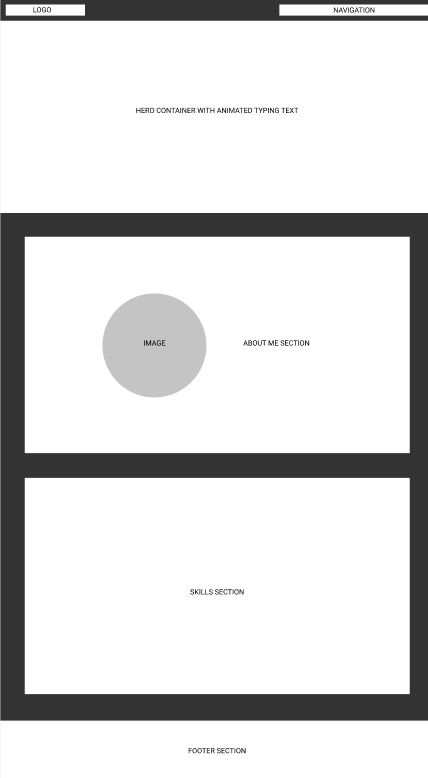 LOGO
NAVIGATION
HERO CONTAINER WITH ANIMATED TYPING TEXT
IMAGE
ABOUT ME SECTION
SKILLS SECTION
FOOTER SECTION